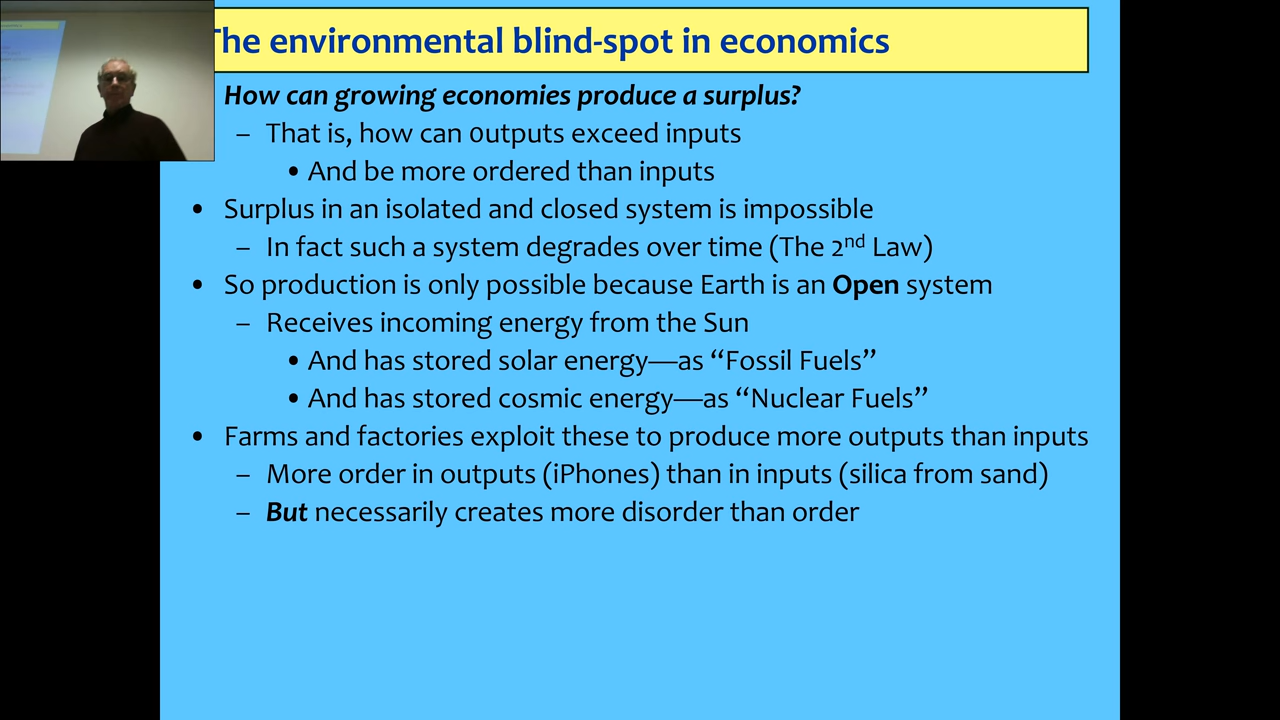 The environmental blind-spot in economics
How can growing economies produce a surplus?
– That is, how can 0utputs exceed inputs
• And be more ordered than inputs
• Surplus in an isolated and closed system is impossible
– In fact such a system degrades over time (The 2nd Law)
• So production is only possible because Earth is an Open system
– Receives incoming energy from the Sun
• And has stored solar energy—as “Fossil Fuels”
• And has stored cosmic energy—as “Nuclear Fuels”
• Farms and factories exploit these to produce more outputs than inputs
– More order in outputs (iPhones) than in inputs (silica from sand)
– But necessarily creates more disorder than order